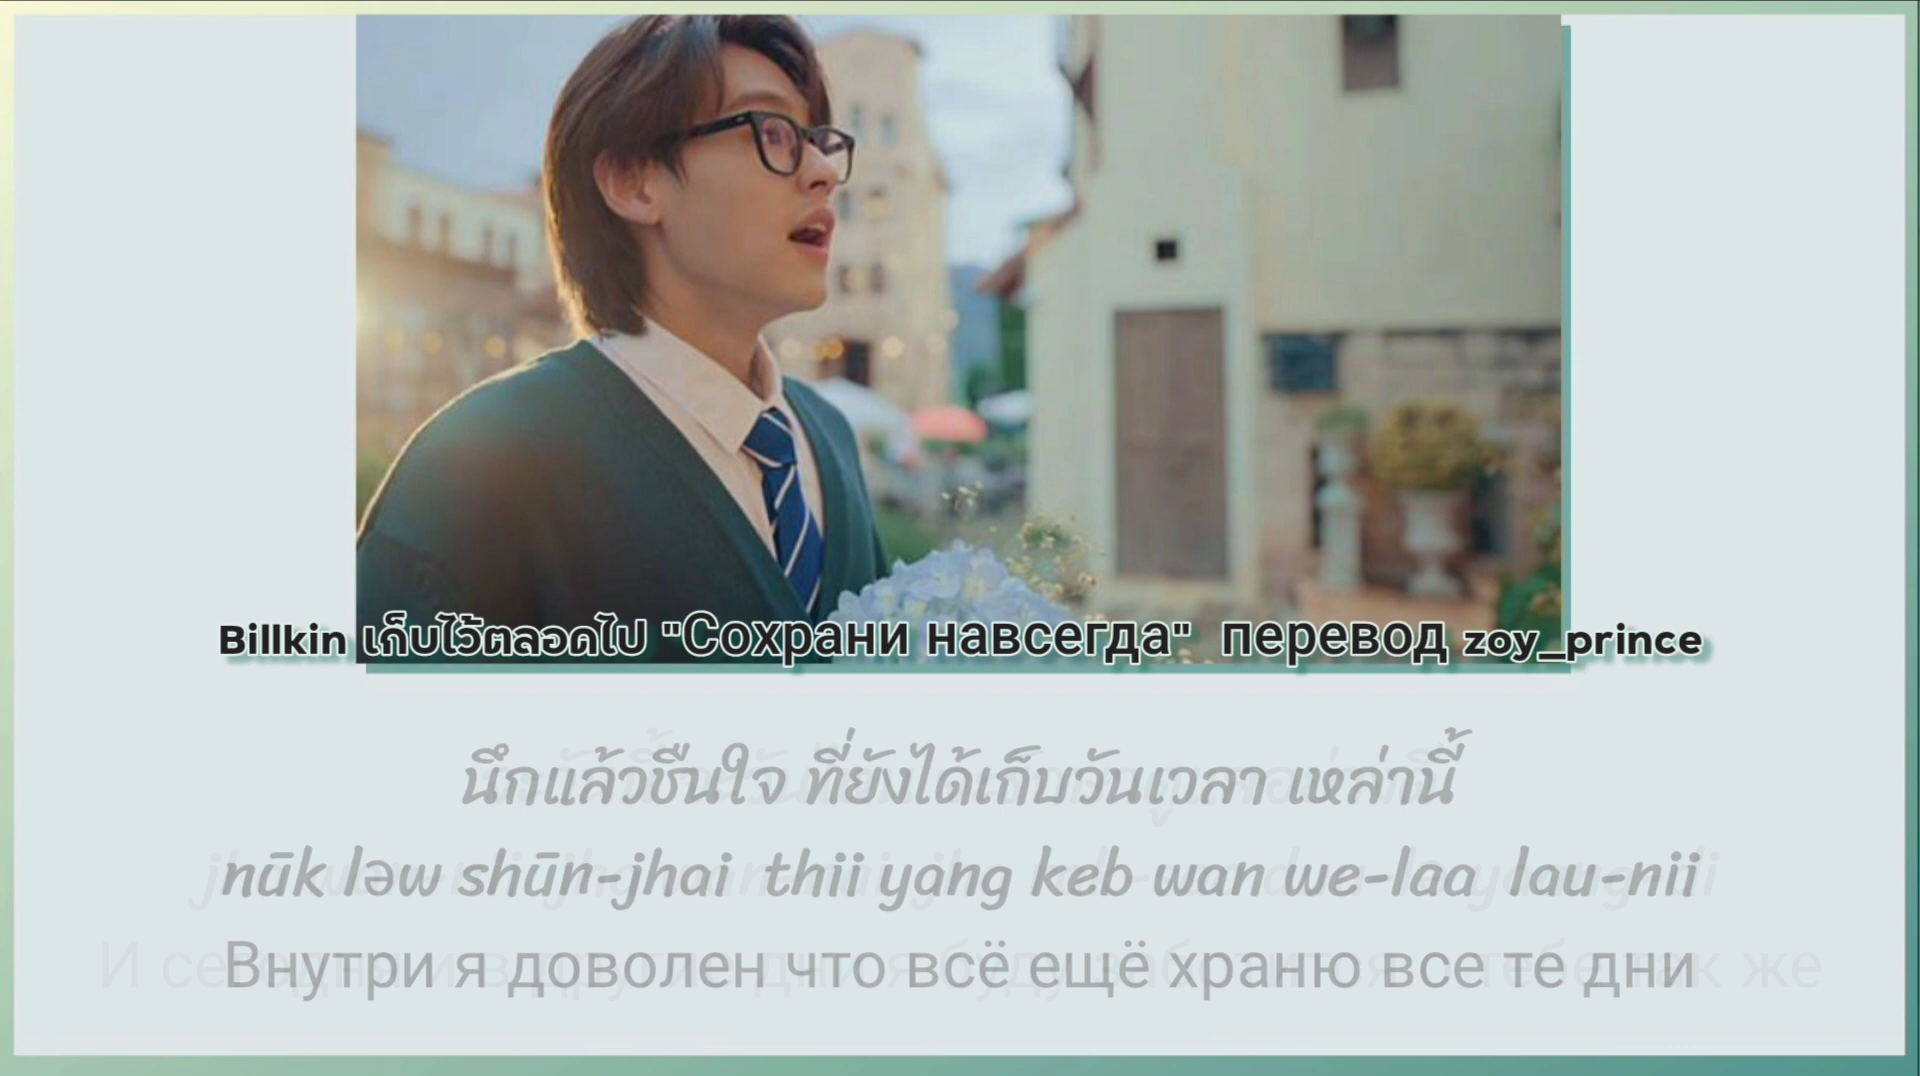 Billkin เก็บไว้ตลอดไป "Сохрани навсегда" перевод zoy_prince
นึกแล้วชืนใจ ที่ยังได้เก็บวันเวลา เหล่านี้
nūk ləw shūn-jhai thii yang keb wan we-laa lau-nii
Внутри я доволен что всё ещё храню все те дни